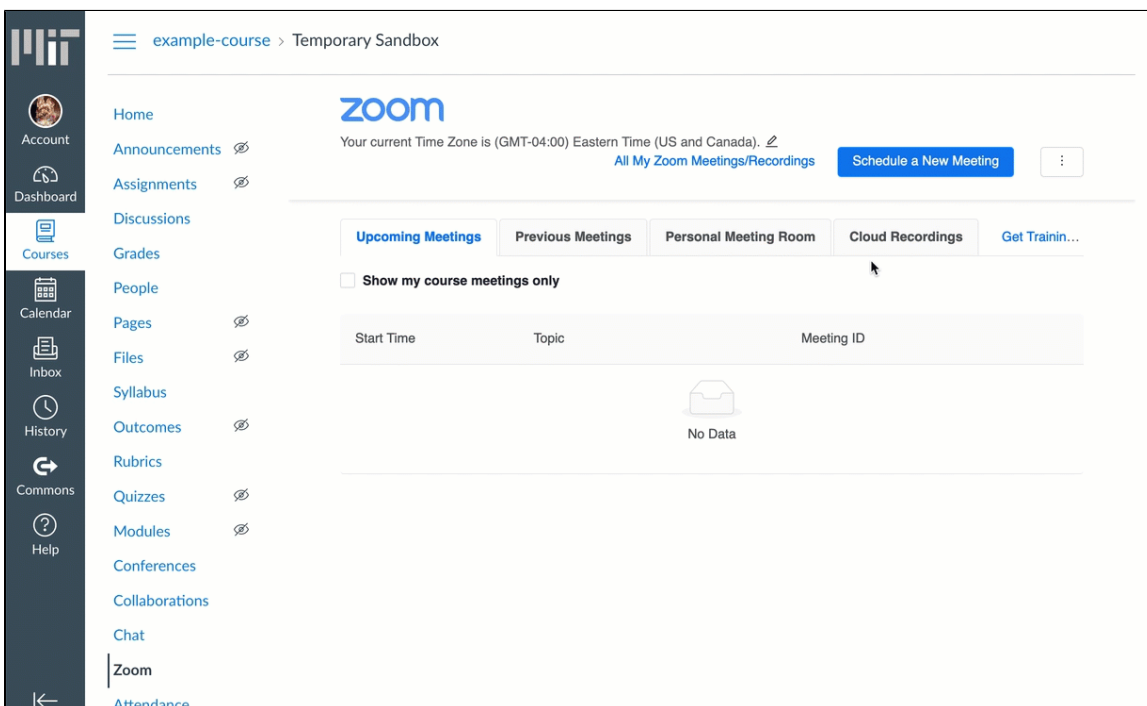 MIT
example-course > Temporary Sandbox
Account
Dashboard
Courses
Calendar
Inbox
History
Commons
Help
Home
Announcements
Assignments
Discussions
Grades
People
Pages
Files
Syllabus
Outcomes
Rubrics
Quizzes
Modules
Conferences
Collaborations
Chat
Zoom
Attendance
zoom
Your current Time Zone is (GMT-04:00) Eastern Time (US and Canada).
All My Zoom Meetings/Recordings
Schedule a New Meeting
Upcoming Meetings Previous Meetings Personal Meeting Room Cloud Recordings Get Trainin...
Show my course meetings only
Start Time Topic Meeting ID
No Data